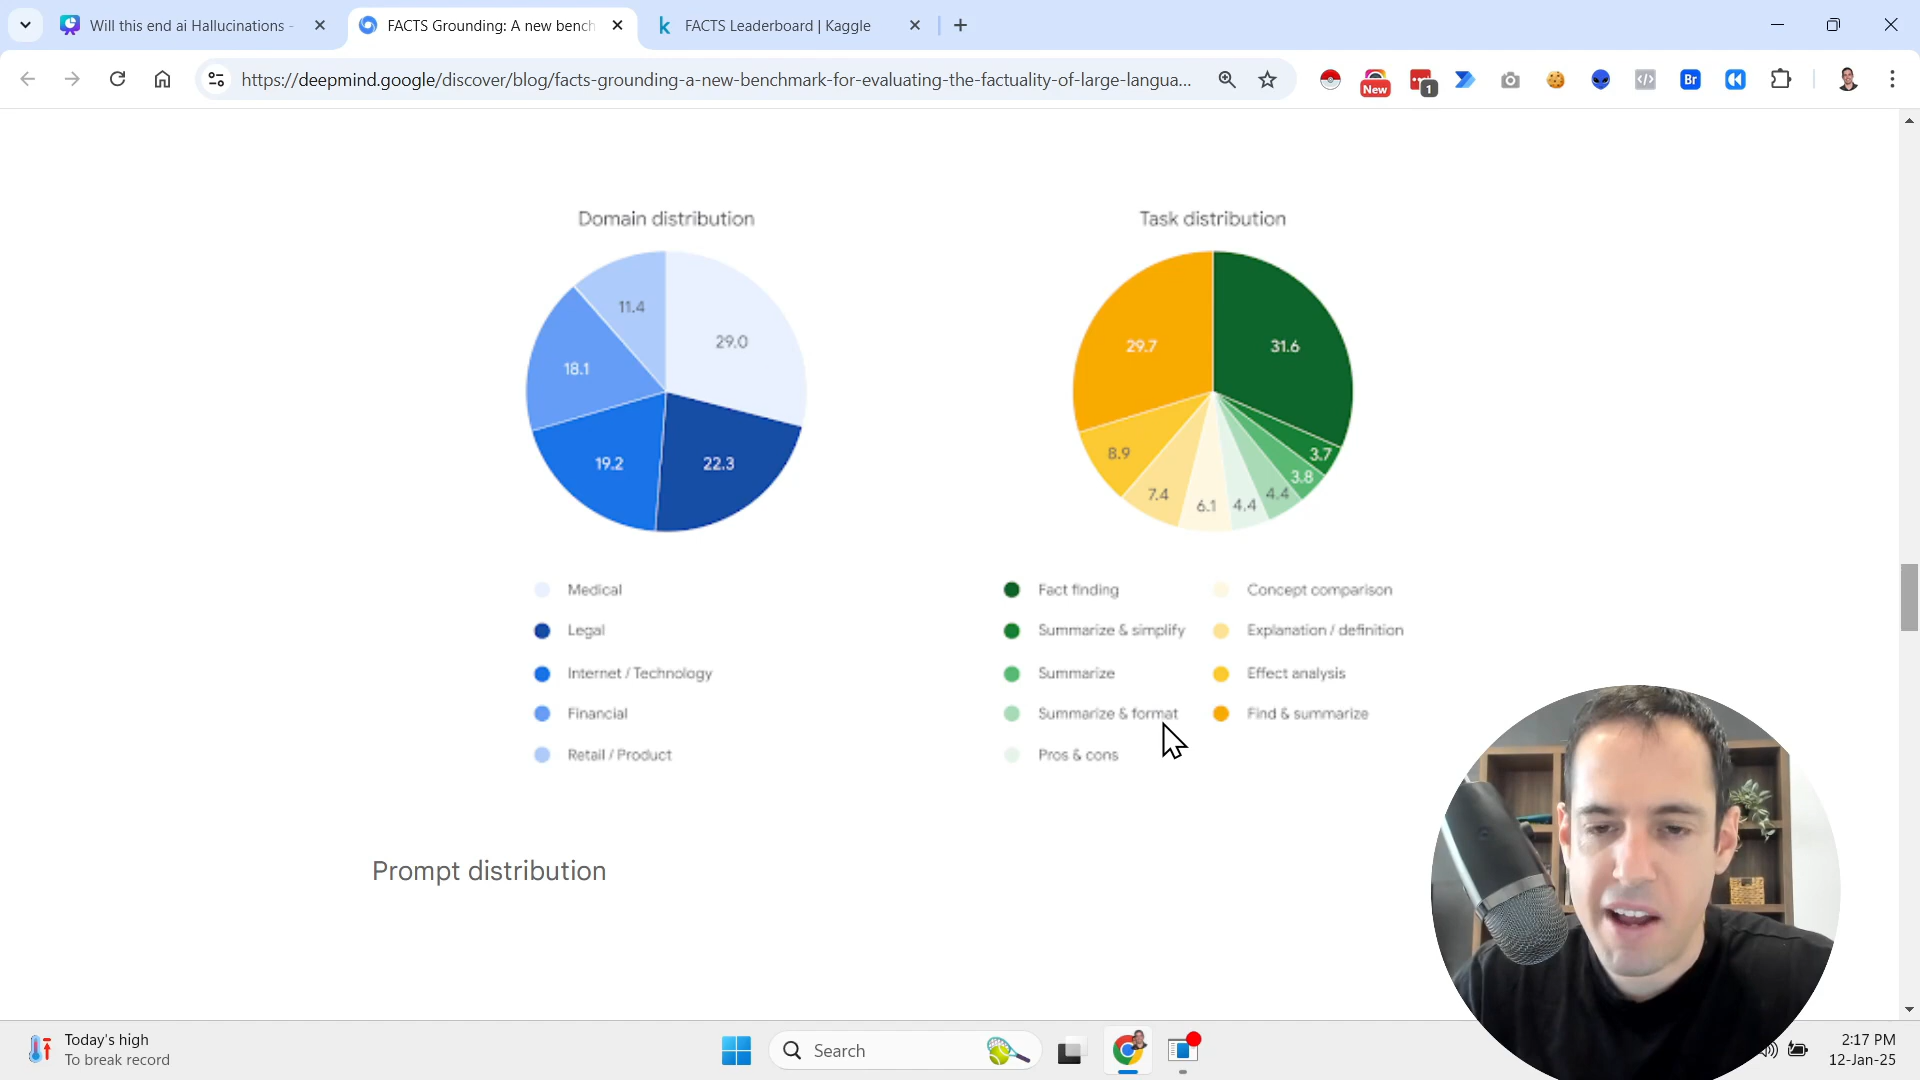 Will this end ai Hallucinations -
FACTS Grounding: A new bench
FACTS Leaderboard | Kaggle
https://deepmind.google/discover/blog/facts-grounding-a-new-benchmark-for-evaluating-the-factuality-of-large-langua...
New
1
Br
Domain distribution
11.4
29.0
18.1
19.2
22.3
Medical
Legal
Internet / Technology
Financial
Retail / Product
Task distribution
29.7
31.6
8.9
3.7
3.8
7.4
6.1
4.4
4.4
Fact finding
Summarize & simplify
Summarize
Summarize & format
Pros & cons
Concept comparison
Explanation / definition
Effect analysis
Find & summarize
Prompt distribution
Today's high
To break record
Search
2:17 PM
12-Jan-25